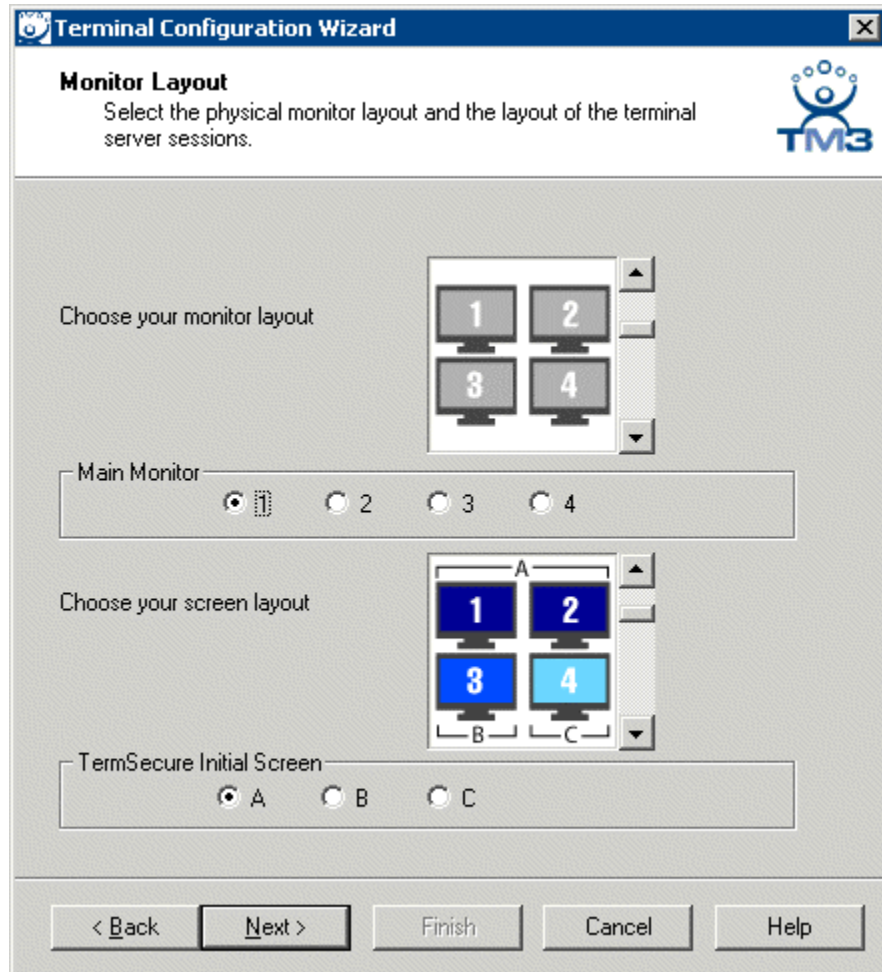 Terminal Configuration Wizard
Monitor Layout
Select the physical monitor layout and the layout of the terminal
server sessions.
TM3
Choose your monitor layout
1 2
3 4
Main Monitor
1 2 3 4
Choose your screen layout
A
1 2
3 4
B C
TermSecure Initial Screen
A B C
< Back Next > Finish Cancel Help